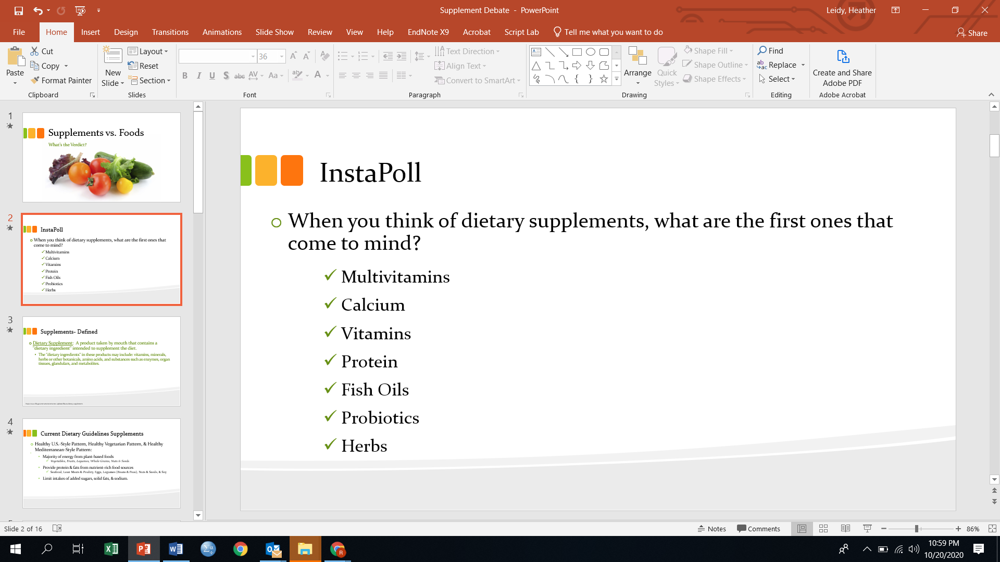 Supplement Debate - PowerPoint
Leidy, Heather
File Home Insert Design Transitions Animations Slide Show Review View Help EndNote X9 Acrobat Script Lab Tell me what you want to do
Share
Paste
Cut
Copy
Format Painter
Clipboard
New Slide
Layout
Reset
Section
Slides
36
B I U S abc AV Aa A
Font
Text Direction
Align Text
Convert to SmartArt
Paragraph
Arrange
Quick Styles
Shape Fill
Shape Outline
Shape Effects
Drawing
Find
Replace
Select
Editing
Create and Share
Adobe PDF
Adobe Acrobat
1
Supplements vs. Foods
What's the Verdict?
2
InstaPoll
When you think of dietary supplements, what are the first ones that
come to mind?
Multivitamins
Calcium
Vitamins
Protein
Fish Oils
Probiotics
Herbs
3
Supplements- Defined
Dietary Supplement: A product taken by mouth that contains a
"dietary ingredient" intended to supplement the diet.
The "dietary ingredients" in these products may include: vitamins, minerals,
herbs or other botanicals, amino acids, and substances such as enzymes, organ
tissues, glandulars, and metabolites.
4
Current Dietary Guidelines Supplements
Healthy U.S.-Style Pattern, Healthy Vegetarian Pattern, & Healthy
Mediterranean-Style Pattern:
Majority of energy from plant-based foods
Vegetables, Fruits, Legumes, Whole Grains, Nuts & Seeds
Provide protein & fats from nutrient-rich food sources
Seafood, Lean Meats & Poultry, Eggs, Legumes (Beans & Peas), Nuts & Seeds, & Soy
Limit intakes of added sugars, solid fats, & sodium.
InstaPoll
When you think of dietary supplements, what are the first ones that
come to mind?
Multivitamins
Calcium
Vitamins
Protein
Fish Oils
Probiotics
Herbs
Slide 2 of 16
Notes
Comments
86%
10:59 PM
10/20/2020